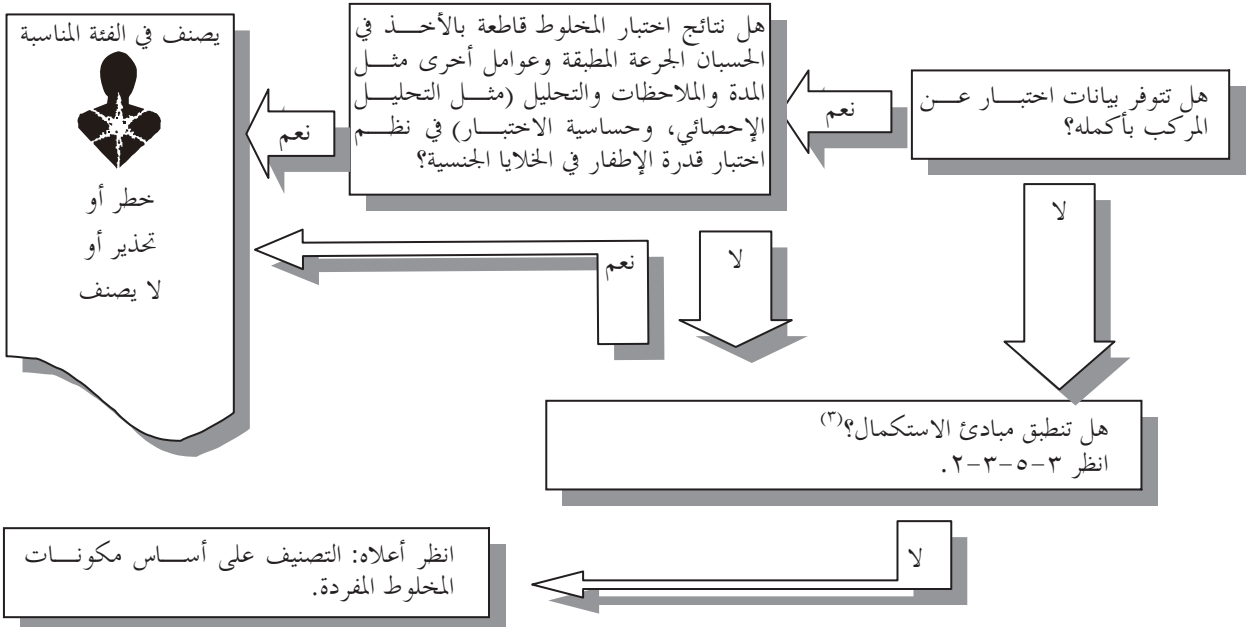 هل تتوفر بيانات اختبار عن
المركب بأكمله؟
نعم
هل نتائج اختبار المخلوط قاطعة بالأخذ في
الحسبان الجرعة المطبقة وعوامل أخرى مثل
المدة والملاحظات والتحليل (مثل التحليل
الإحصائي، وحساسية الاختبار) في نظم
اختبار قدرة الإطفار في الخلايا الجنسية؟
نعم
يصنف في الفئة المناسبة
خطر أو
تحذير أو
لا يصنف
لا
لا
نعم
هل تنطبق مبادئ الاستكمال؟(٣)
انظر ٣-٥-٣-٢.
لا
انظر أعلاه: التصنيف على أساس مكونات
المخلوط المفردة.